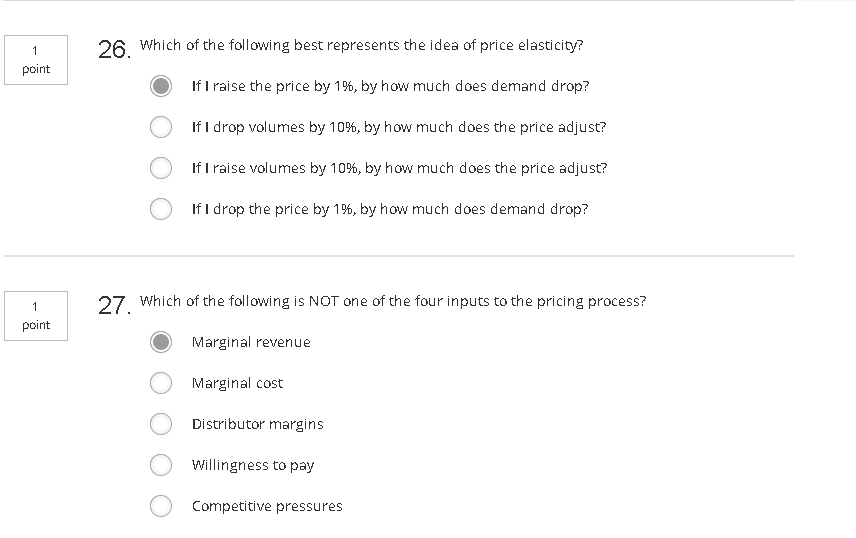 1
point
26. Which of the following best represents the idea of price elasticity?
If I raise the price by 1%, by how much does demand drop?
If I drop volumes by 10%, by how much does the price adjust?
If I raise volumes by 10%, by how much does the price adjust?
If I drop the price by 1%, by how much does demand drop?
1
point
27. Which of the following is NOT one of the four inputs to the pricing process?
Marginal revenue
Marginal cost
Distributor margins
Willingness to pay
Competitive pressures